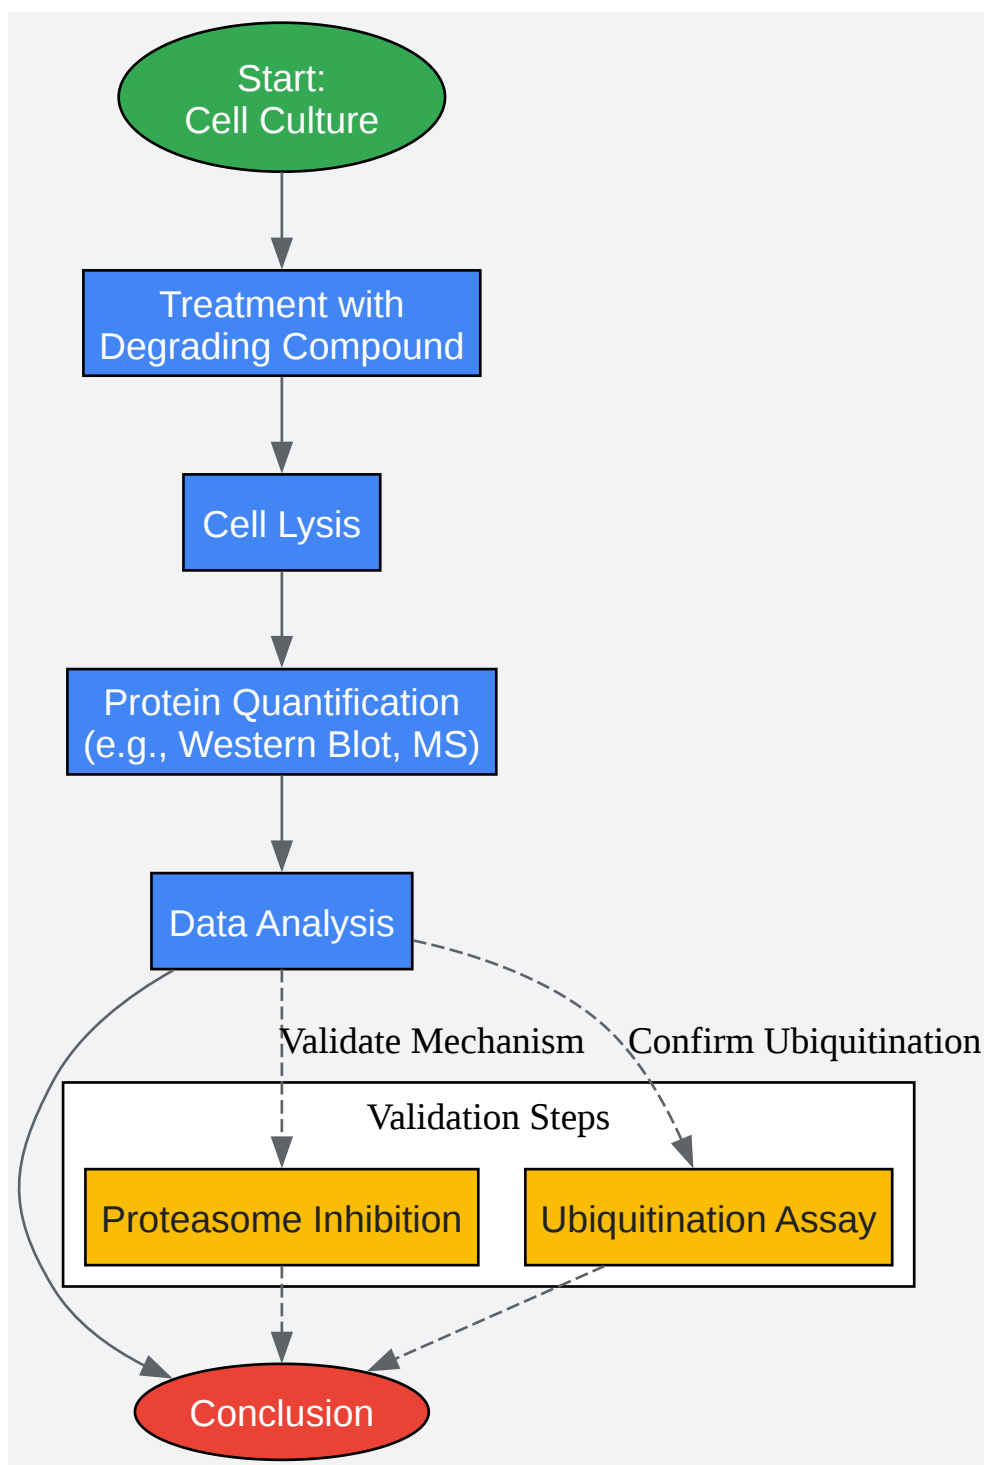 Start:
Cell Culture
Treatment with
Degrading Compound
Cell Lysis
Protein Quantification
(e.g., Western Blot, MS)
Data Analysis
Validate Mechanism
Confirm Ubiquitination
Validation Steps
Proteasome Inhibition
Ubiquitination Assay
Conclusion